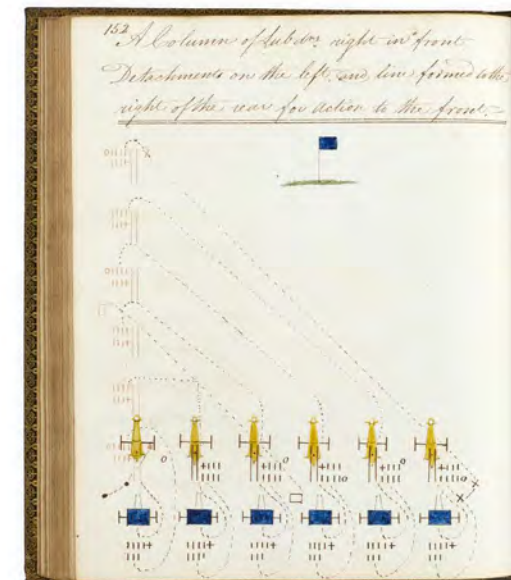 152
A Column of Subdvs right in front
Detachments on the left, and line formed to the
right of the rear for action to the front.